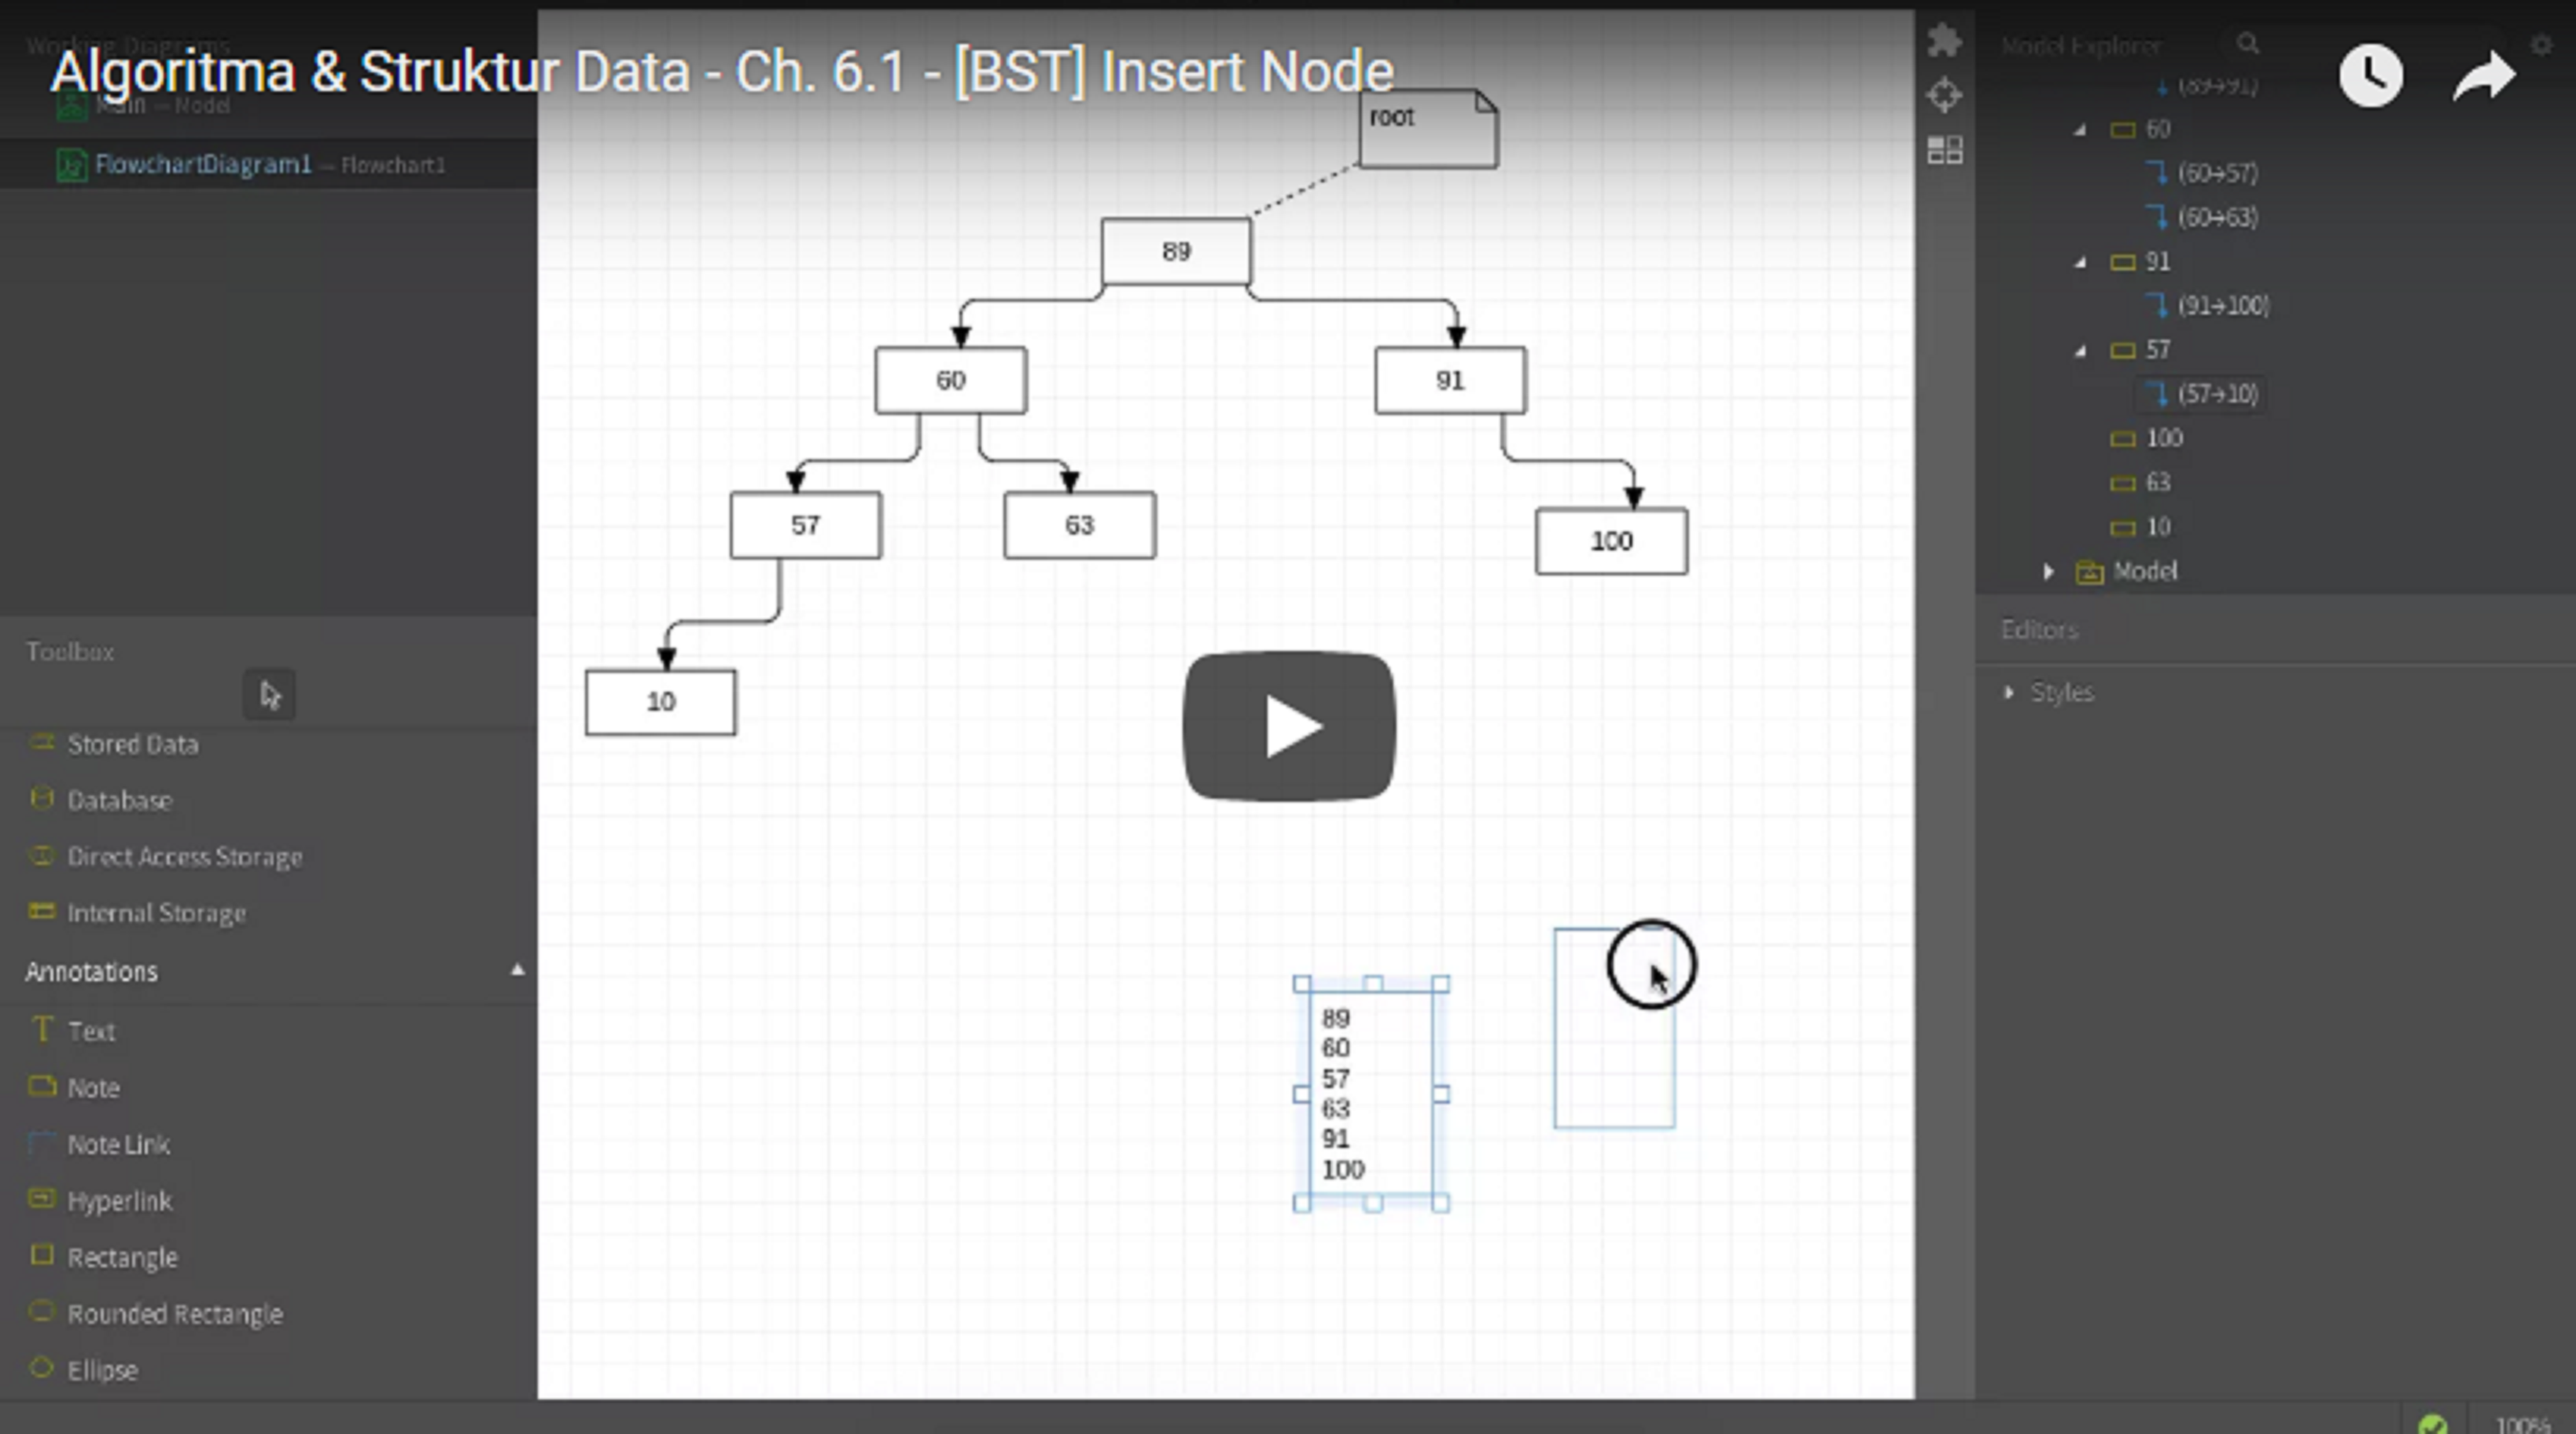 Working Diagrams
Algoritma & Struktur Data - Ch. 6.1 - [BST] Insert Node
Main — Model
FlowchartDiagram1 — Flowchart1
Toolbox
Stored Data
Database
Direct Access Storage
Internal Storage
Annotations
Text
Note
Note Link
Hyperlink
Rectangle
Rounded Rectangle
Ellipse
root
89
60
91
57
63
100
10
89
60
57
63
91
100
Model Explorer
(89→91)
60
(60→57)
(60→63)
91
(91→100)
57
(57→10)
100
63
10
Model
Editors
Styles
100%